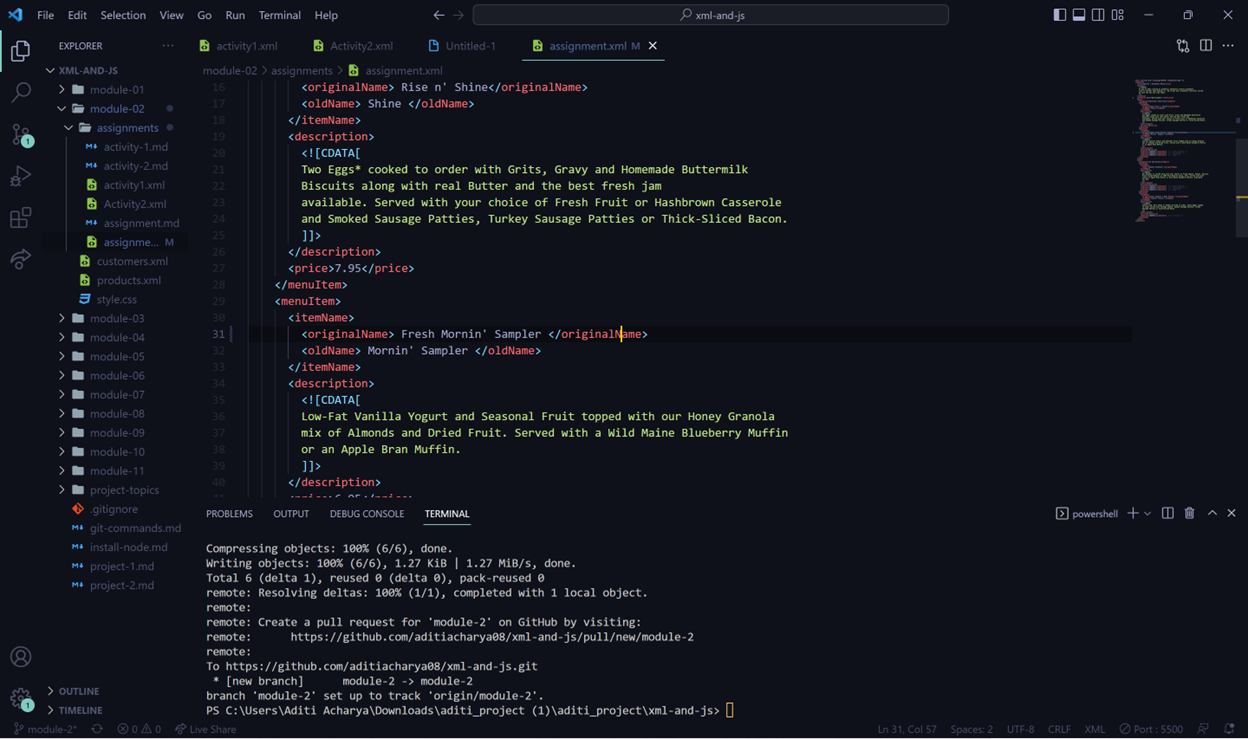 File Edit Selection View Go Run Terminal Help
xml-and-js
EXPLORER
activity1.xml
Activity2.xml
Untitled-1
assignment.xml M
XML-AND-JS
module-01
module-02
assignments
activity-1.md
activity-2.md
activity1.xml
Activity2.xml
assignment.md
assignme... M
customers.xml
products.xml
style.css
module-03
module-04
module-05
module-06
module-07
module-08
module-09
module-10
module-11
project-topics
.gitignore
git-commands.md
install-node.md
project-1.md
project-2.md
OUTLINE
TIMELINE
1
1
module-02 > assignments > assignment.xml
16 <originalName> Rise n' Shine</originalName>
17 <oldName> Shine </oldName>
18 </itemName>
19 <description>
20 <![CDATA[
21 Two Eggs* cooked to order with Grits, Gravy and Homemade Buttermilk
22 Biscuits along with real Butter and the best fresh jam
23 available. Served with your choice of Fresh Fruit or Hashbrown Casserole
24 and Smoked Sausage Patties, Turkey Sausage Patties or Thick-Sliced Bacon.
25 ]]>
26 </description>
27 <price>7.95</price>
28 </menuItem>
29 <menuItem>
30 <itemName>
31 <originalName> Fresh Mornin' Sampler </originalName>
32 <oldName> Mornin' Sampler </oldName>
33 </itemName>
34 <description>
35 <![CDATA[
36 Low-Fat Vanilla Yogurt and Seasonal Fruit topped with our Honey Granola
37 mix of Almonds and Dried Fruit. Served with a Wild Maine Blueberry Muffin
38 or an Apple Bran Muffin.
39 ]]>
40 </description>
41 <price>6.95</price>
PROBLEMS OUTPUT DEBUG CONSOLE TERMINAL
powershell
Compressing objects: 100% (6/6), done.
Writing objects: 100% (6/6), 1.27 KiB | 1.27 MiB/s, done.
Total 6 (delta 1), reused 0 (delta 0), pack-reused 0
remote: Resolving deltas: 100% (1/1), completed with 1 local object.
remote:
remote: Create a pull request for 'module-2' on GitHub by visiting:
remote:      https://github.com/aditiacharya08/xml-and-js/pull/new/module-2
remote:
To https://github.com/aditiacharya08/xml-and-js.git
 * [new branch]      module-2 -> module-2
branch 'module-2' set up to track 'origin/module-2'.
PS C:\Users\Aditi Acharya\Downloads\aditi_project (1)\aditi_project\xml-and-js>
module-2* 0 0 Live Share Ln 31, Col 57 Spaces: 2 UTF-8 CRLF XML Port : 5500